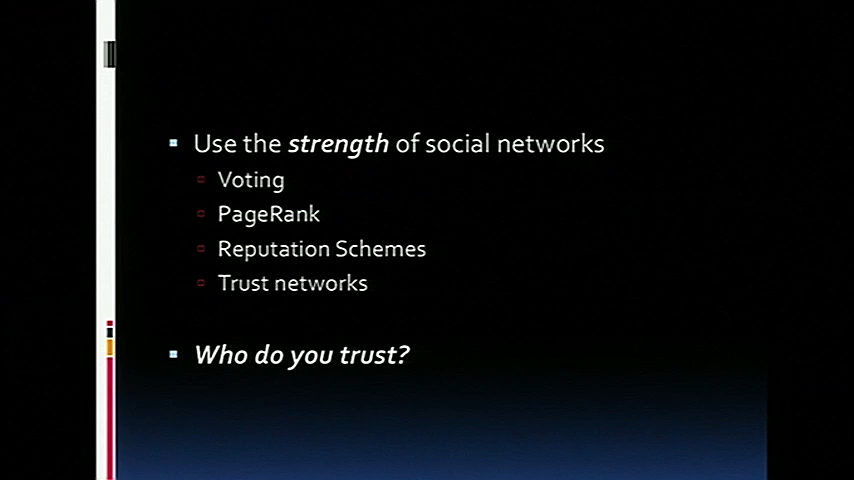 Use the strength of social networks
Voting
PageRank
Reputation Schemes
Trust networks
Who do you trust?